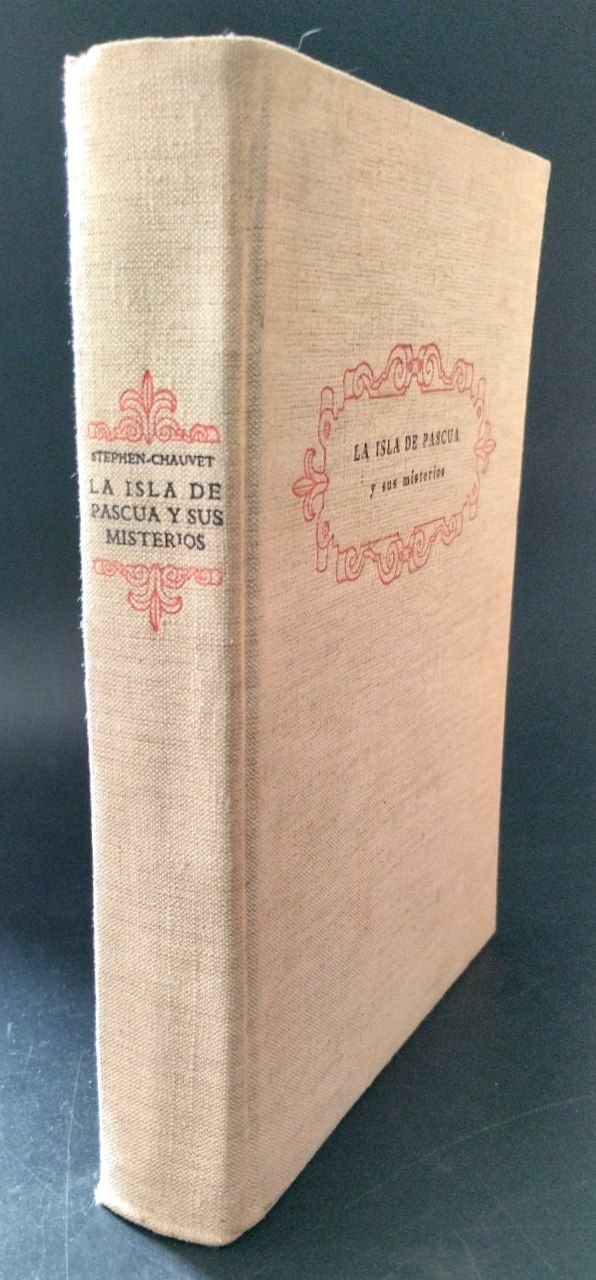 STEPHEN-CHAUVET
LA ISLA DE
PASCUA Y SUS
MISTERIOS
LA ISLA DE PASCUA
y sus misterios